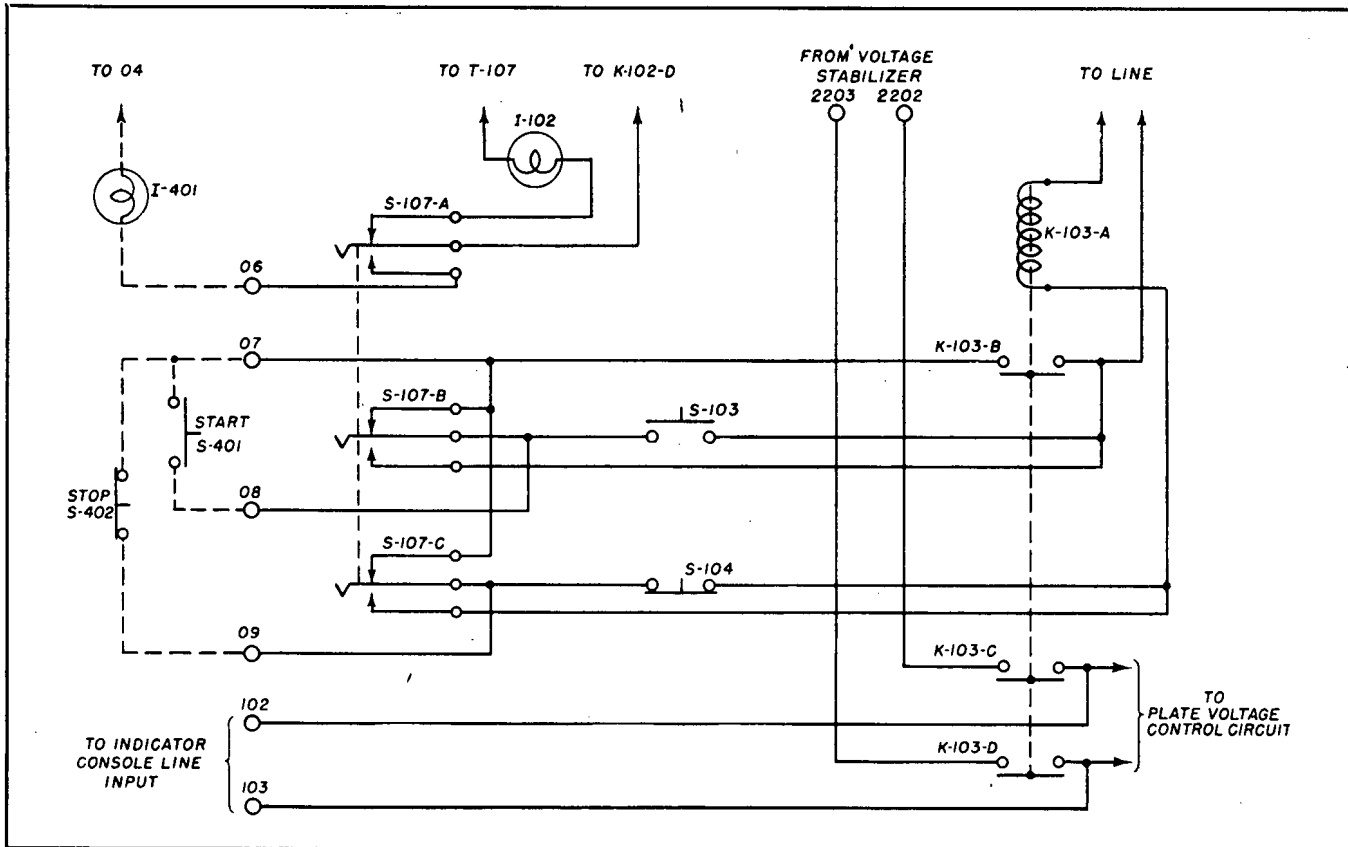 TO 04
TO T-107
TO K-102-D
FROM VOLTAGE
STABILIZER
2203 2202
TO LINE
I-102
I-401
S-107-A
K-103-A
06
07
K-103-B
S-107-B
S-103
START
S-401
08
STOP
S-402
S-107-C
S-104
09
K-103-C
102
TO
PLATE VOLTAGE
CONTROL CIRCUIT
TO INDICATOR
CONSOLE LINE
INPUT
K-103-D
103